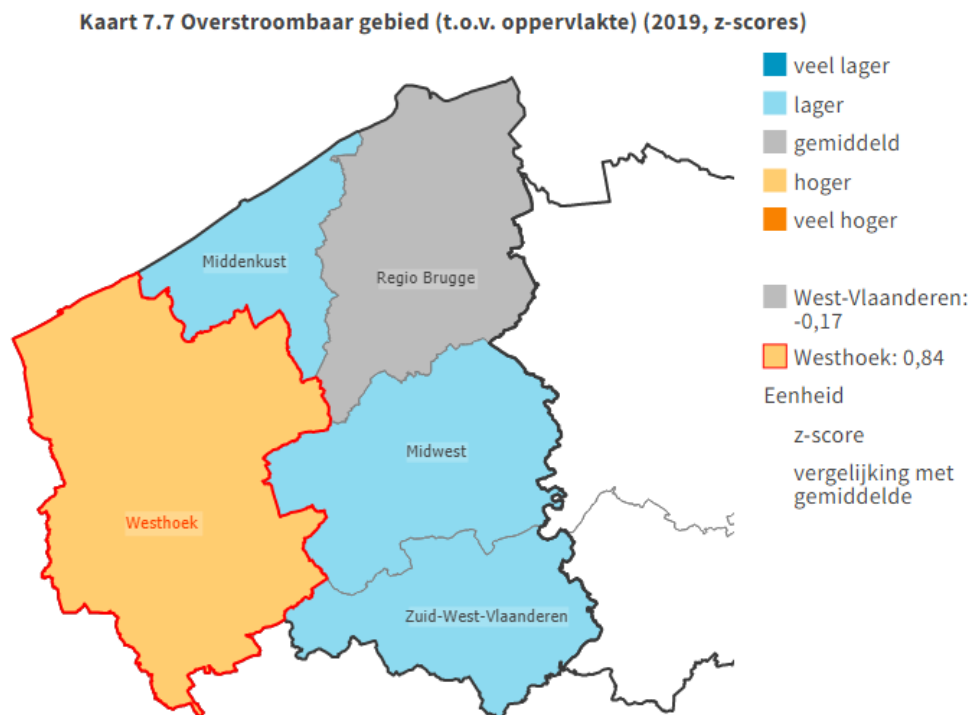 Kaart 7.7 Overstroombaar gebied (t.o.v. oppervlakte) (2019, z-scores)
veel lager
lager
gemiddeld
hoger
veel hoger
West-Vlaanderen:
-0,17
Westhoek: 0,84
Eenheid
z-score
vergelijking met
gemiddelde
Middenkust
Regio Brugge
Midwest
Westhoek
Zuid-West-Vlaanderen